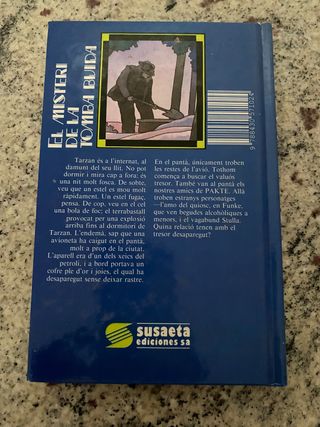 EL MISTERI
DE LA
TOMBA BUIDA
Tarzan és a l'internat, al
damunt del seu llit. No pot
dormir i mira cap a fora: és
una nit molt fosca. De sobte,
veu que un estel es mou molt
ràpidament. Un estel fugaç,
pensa. De cop, veu en el cel
una bola de foc; el terrabastall
provocat per una explosió
arriba fins al dormitori de
Tarzan. L'endemà, sap que una
avioneta ha caigut en el pantà,
molt a prop de la ciutat.
L'aparell era d'un dels xeics del
petroli, i a bord portava un
cofre ple d'or i joies, el qual ha
desaparegut sense deixar rastre.
En el pantà, únicament troben
les restes de l'avió. Tothom
comença a buscar el valuós
tresor. També van al pantà els
nostres amics de PAKTE. Allà
troben estranys personatges
—l'amo del quiosc, en Funke,
que ven begudes alcohòliques a
menors, i el vagabund Stulla.
Quina relació tenen amb el
tresor desaparegut?
susaeta
ediciones sa